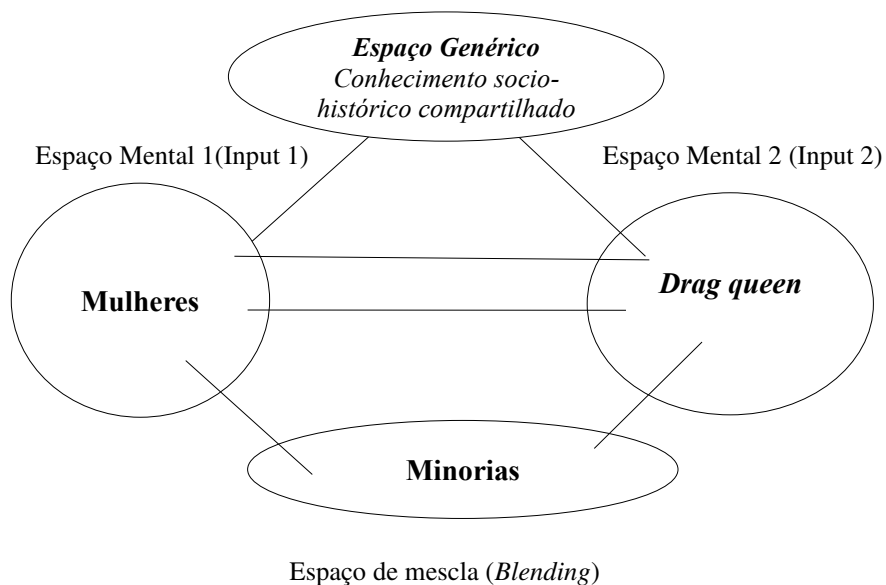 Espaço Genérico
Conhecimento socio-
histórico compartilhado
Espaço Mental 1(Input 1)
Espaço Mental 2 (Input 2)
Mulheres
Drag queen
Minorias
Espaço de mescla (Blending)